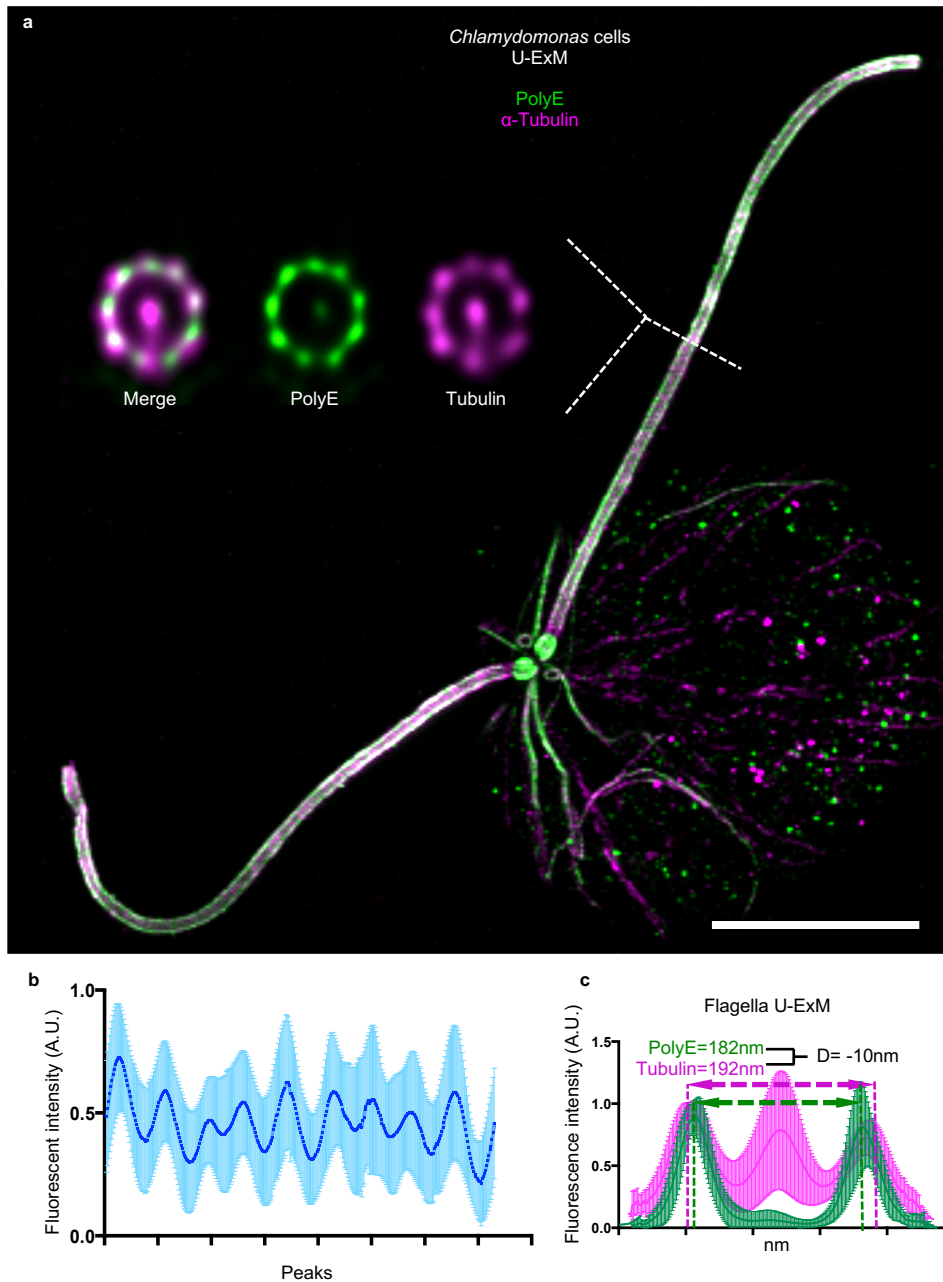 a
Chlamydomonas cells
U-ExM
PolyE
α-Tubulin
Merge
PolyE
Tubulin
b
1.0
0.5
0.0
Fluorescent intensity (A.U.)
Peaks
c
Flagella U-ExM
1.5
1.0
0.5
0.0
Fluorescence intensity (A.U.)
PolyE=182nm
Tubulin=192nm
D= -10nm
nm